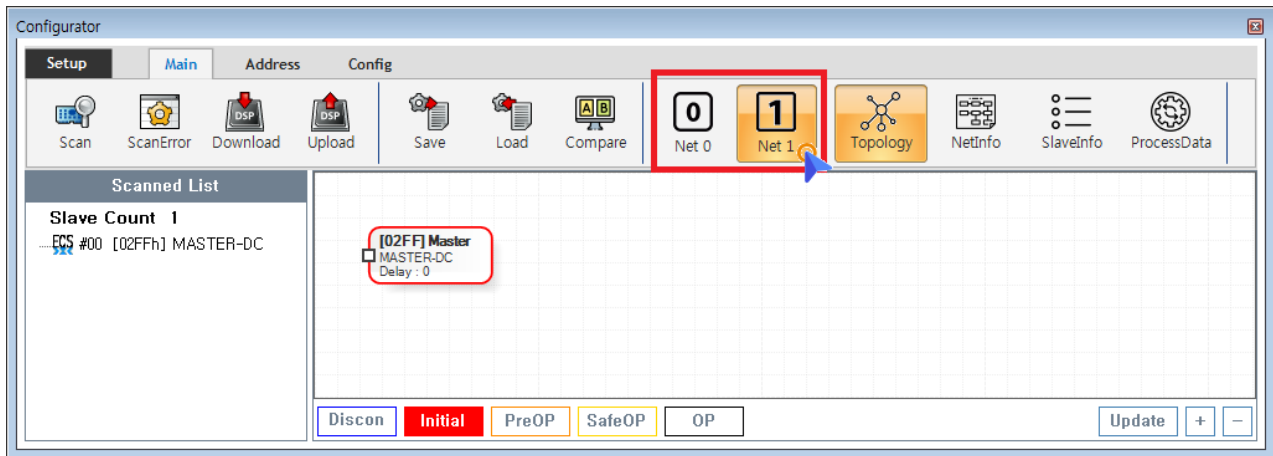 Configurator
Setup Main Address Config
0 1
DSP DSP A B
Scan ScanError Download Upload Save Load Compare Net 0 Net 1 Topology NetInfo SlaveInfo ProcessData
Scanned List
Slave Count 1
ECS #00 [02FFh] MASTER-DC
[02FF] Master
MASTER-DC
Delay : 0
Discon Initial PreOP SafeOP OP Update + -